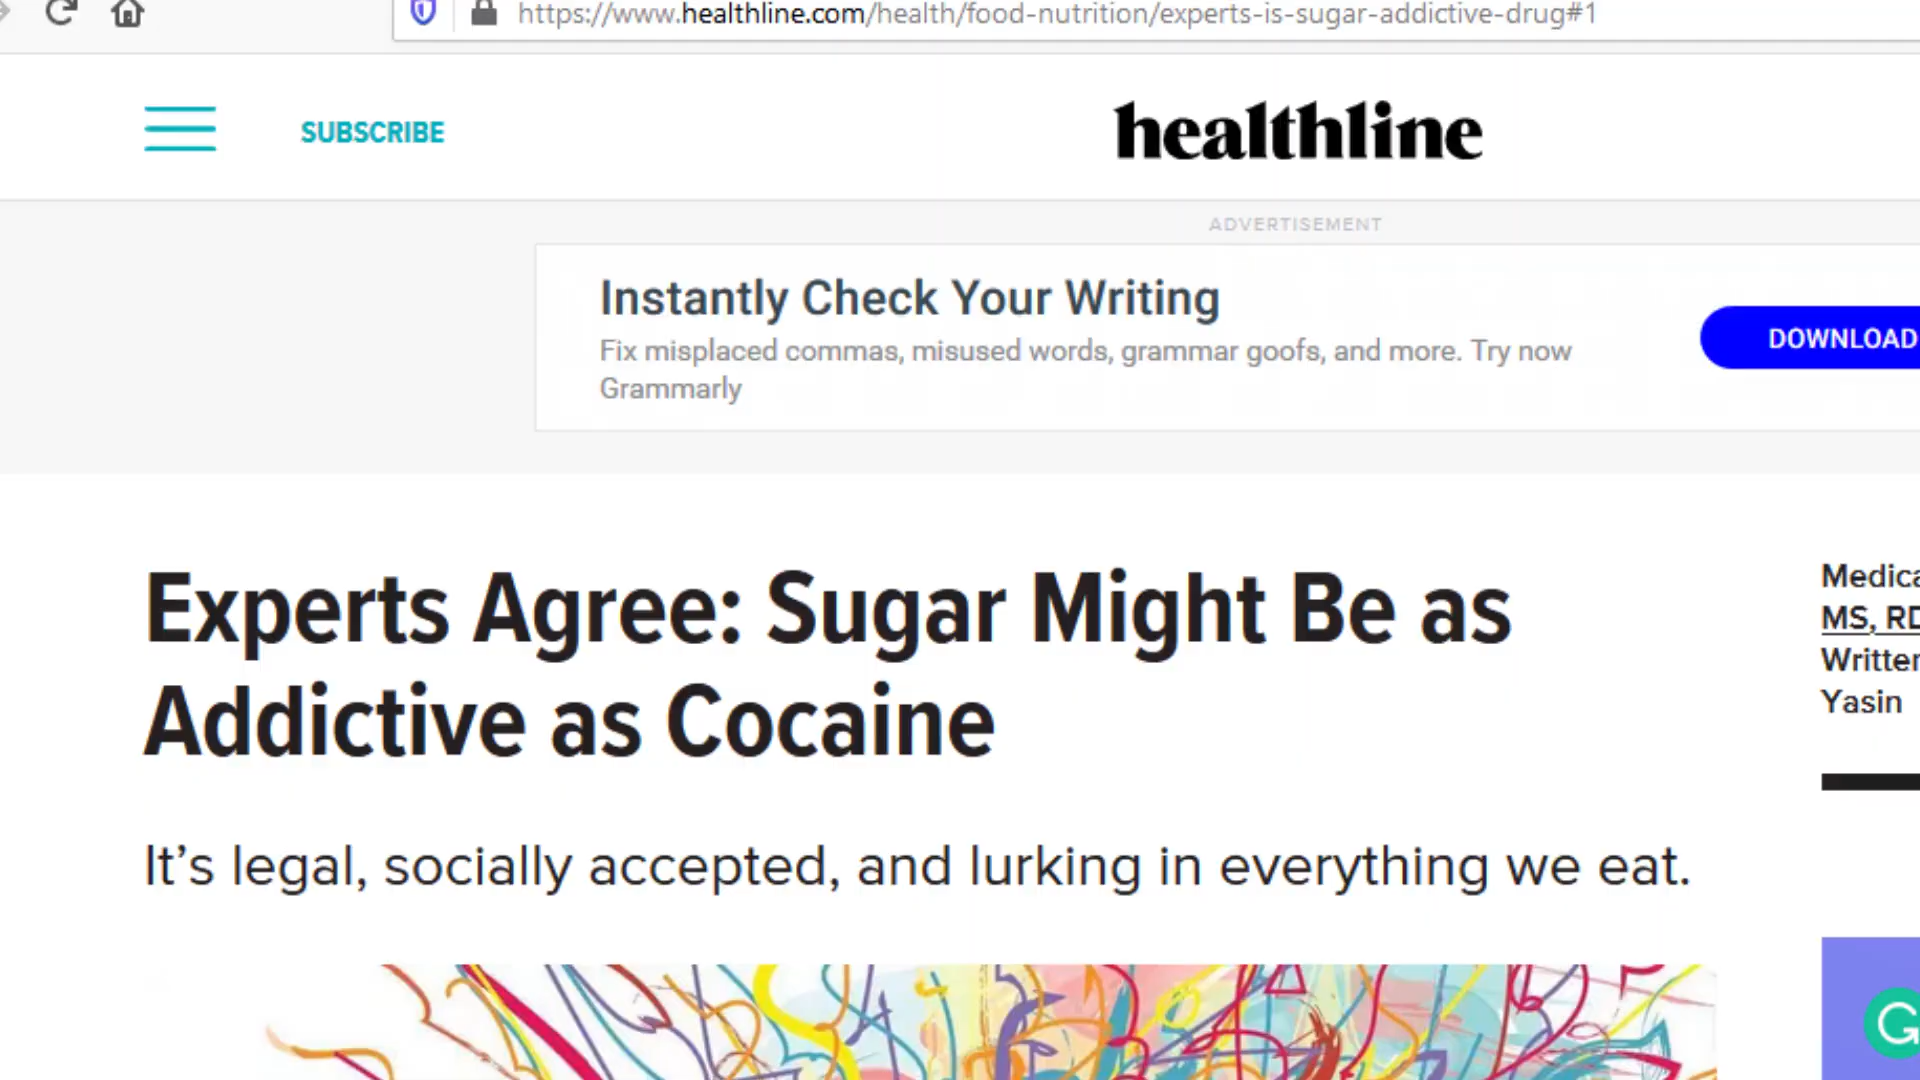 https://www.healthline.com/health/food-nutrition/experts-is-sugar-addictive-drug#1
SUBSCRIBE
healthline
ADVERTISEMENT
Instantly Check Your Writing
Fix misplaced commas, misused words, grammar goofs, and more. Try now
Grammarly
DOWNLOAD
Experts Agree: Sugar Might Be as
Addictive as Cocaine
It’s legal, socially accepted, and lurking in everything we eat.
MS,
Yasin